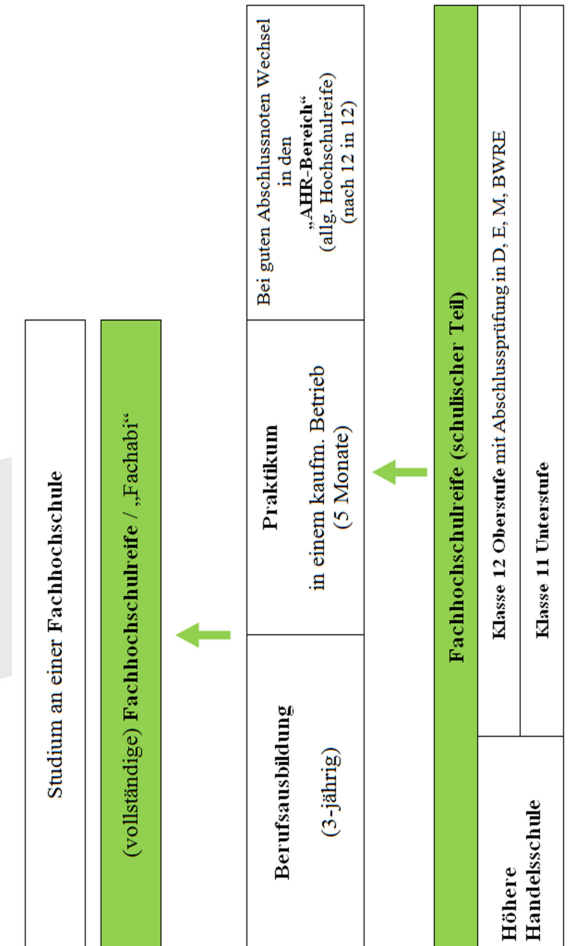 Studium an einer Fachhochschule
(vollständige) Fachhochschulreife / „Fachabi“
Berufsausbildung
(3-jährig)
Praktikum
in einem kaufm. Betrieb
(5 Monate)
Bei guten Abschlussnoten Wechsel
in den
„AHR-Bereich“
(allg. Hochschulreife)
(nach 12 in 12)
Fachhochschulreife (schulischer Teil)
Höhere
Handelsschule
Klasse 12 Oberstufe mit Abschlussprüfung in D, E, M, BWRE
Klasse 11 Unterstufe